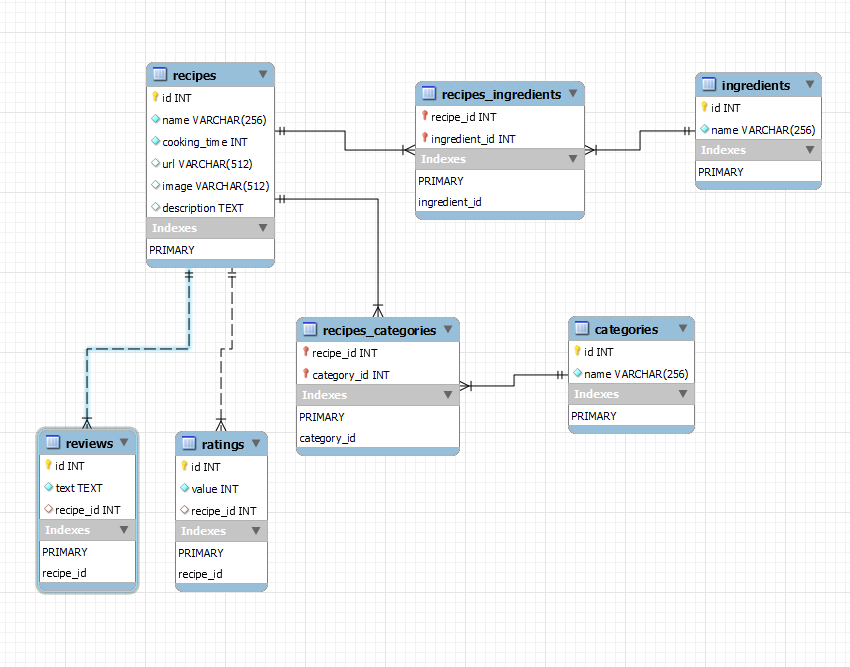 recipes
id INT
name VARCHAR(256)
cooking_time INT
url VARCHAR(512)
image VARCHAR(512)
description TEXT
Indexes
PRIMARY
recipes_ingredients
recipe_id INT
ingredient_id INT
Indexes
PRIMARY
ingredient_id
ingredients
id INT
name VARCHAR(256)
Indexes
PRIMARY
recipes_categories
recipe_id INT
category_id INT
Indexes
PRIMARY
category_id
categories
id INT
name VARCHAR(256)
Indexes
PRIMARY
reviews
id INT
text TEXT
recipe_id INT
Indexes
PRIMARY
recipe_id
ratings
id INT
value INT
recipe_id INT
Indexes
PRIMARY
recipe_id